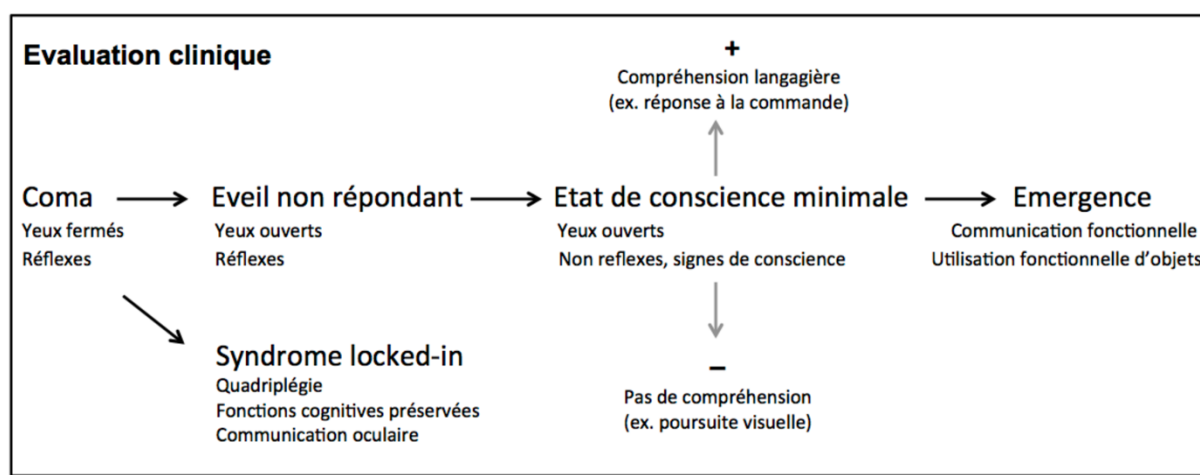 Evaluation clinique
+
Compréhension langagière
(ex. réponse à la commande)
Coma
Yeux fermés
Réflexes
Eveil non répondant
Yeux ouverts
Réflexes
Etat de conscience minimale
Yeux ouverts
Non reflexes, signes de conscience
Emergence
Communication fonctionnelle
Utilisation fonctionnelle d'objets
Syndrome locked-in
Quadriplégie
Fonctions cognitives préservées
Communication oculaire
–
Pas de compréhension
(ex. poursuite visuelle)